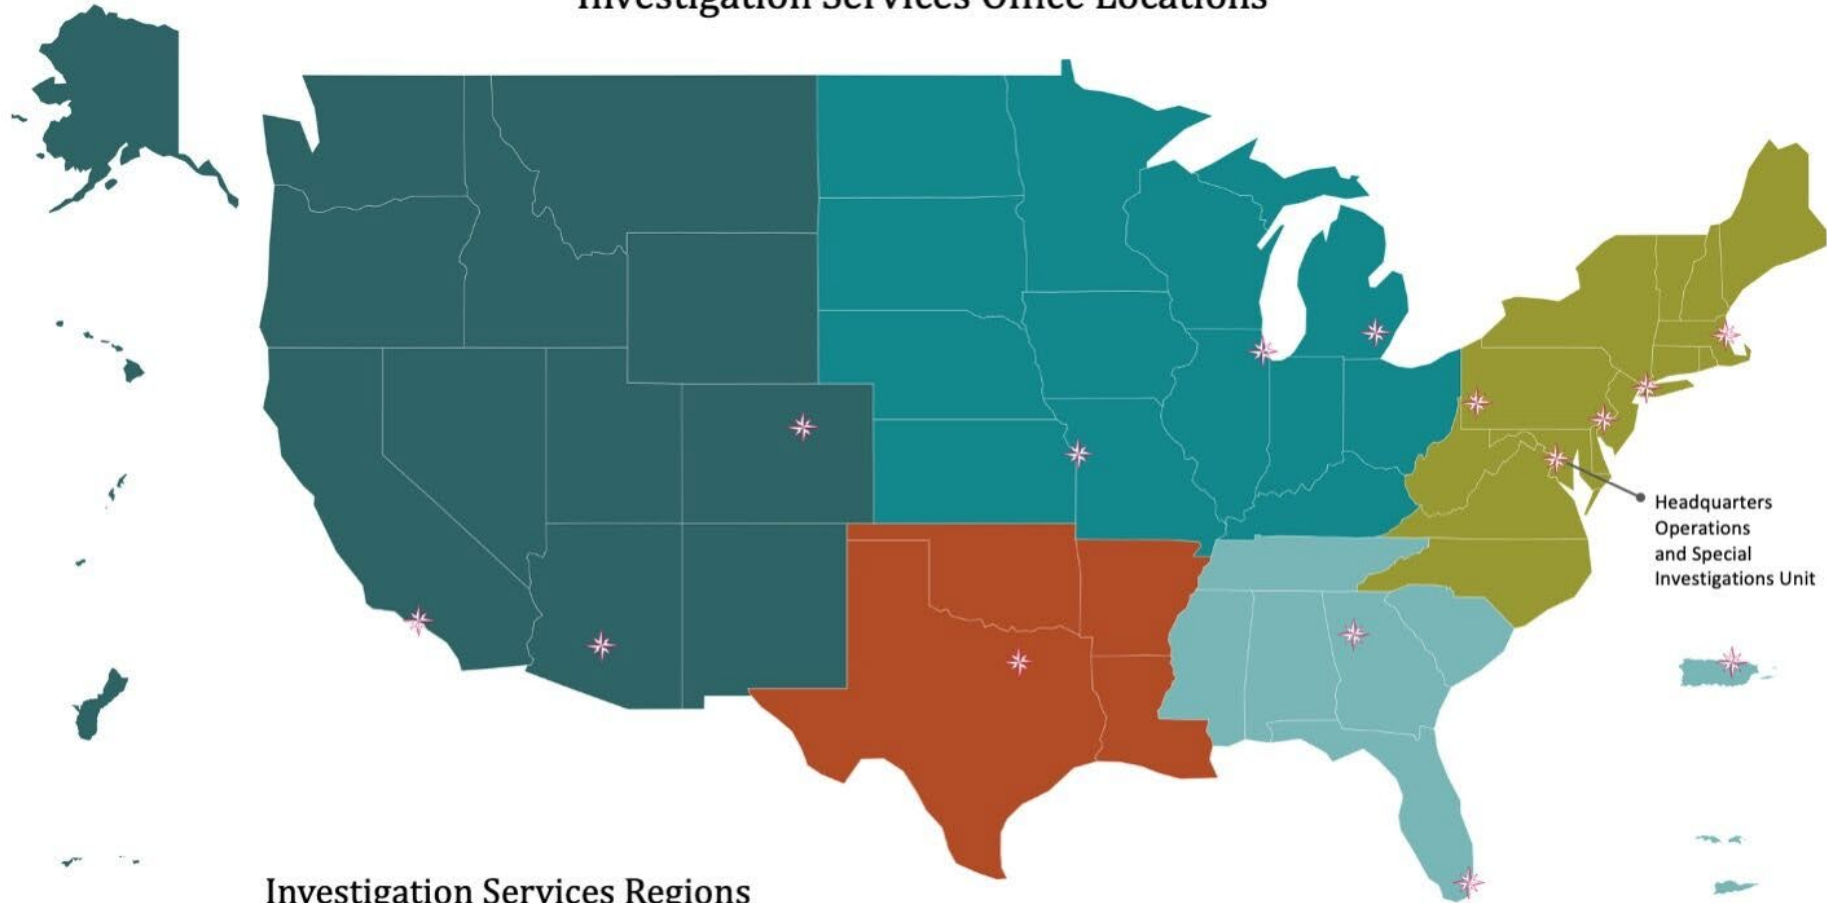 Investigation Services Office Locations
Headquarters
Operations
and Special
Investigations Unit
Investigation Services Regions